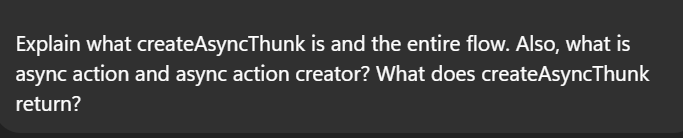 Explain what createAsyncThunk is and the entire flow. Also, what is
async action and async action creator? What does createAsyncThunk
return?